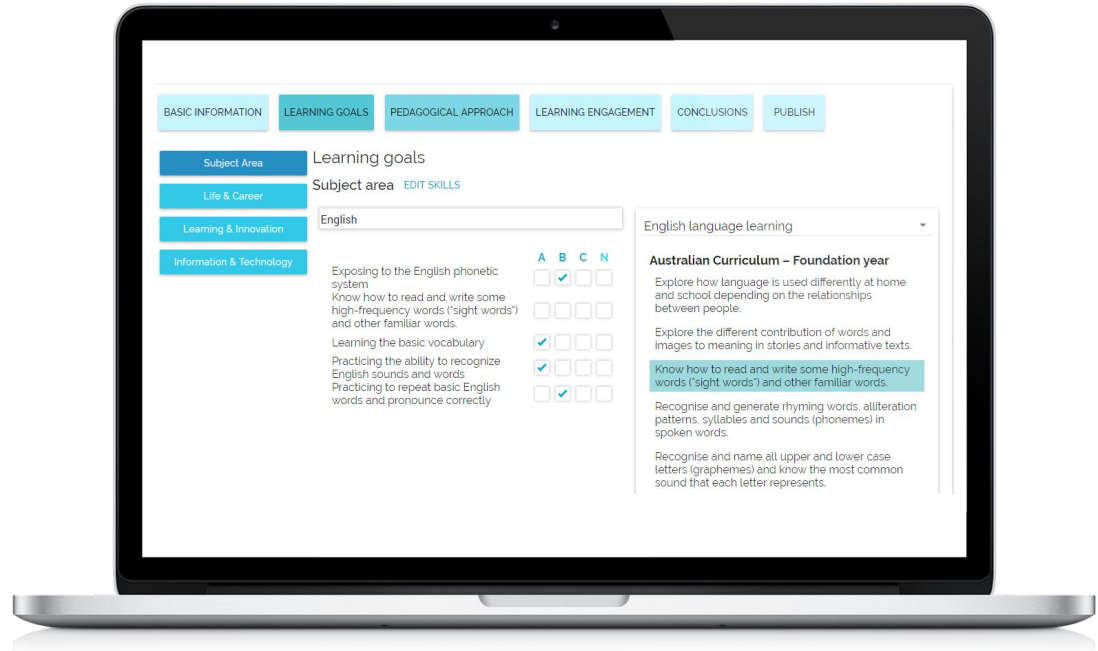 BASIC INFORMATION
LEARNING GOALS
PEDAGOGICAL APPROACH
LEARNING ENGAGEMENT
CONCLUSIONS
PUBLISH
Subject Area
Life & Career
Learning & Innovation
Information & Technology
Learning goals
Subject area EDIT SKILLS
English
A B C N
Exposing to the English phonetic
system
Know how to read and write some
high-frequency words ("sight words")
and other familiar words.
Learning the basic vocabulary
Practicing the ability to recognize
English sounds and words
Practicing to repeat basic English
words and pronounce correctly
English language learning
Australian Curriculum – Foundation year
Explore how language is used differently at home
and school depending on the relationships
between people.
Explore the different contribution of words and
images to meaning in stories and informative texts.
Know how to read and write some high-frequency
words ("sight words") and other familiar words.
Recognise and generate rhyming words, alliteration
patterns, syllables and sounds (phonemes) in
spoken words.
Recognise and name all upper and lower case
letters (graphemes) and know the most common
sound that each letter represents.